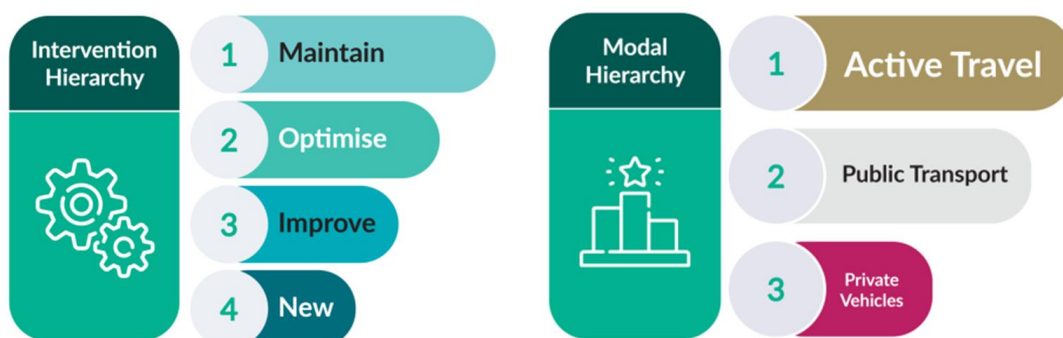 Intervention
Hierarchy
1 Maintain
2 Optimise
3 Improve
4 New
Modal
Hierarchy
1 Active Travel
2 Public Transport
3 Private
Vehicles